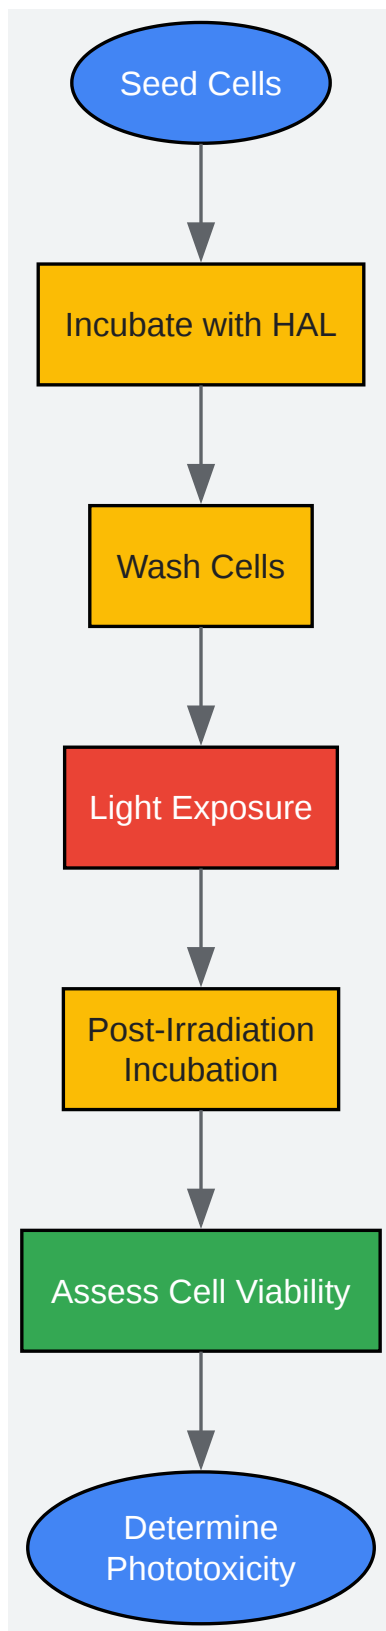 Seed Cells
Incubate with HAL
Wash Cells
Light Exposure
Post-Irradiation
Incubation
Assess Cell Viability
Determine
Phototoxicity